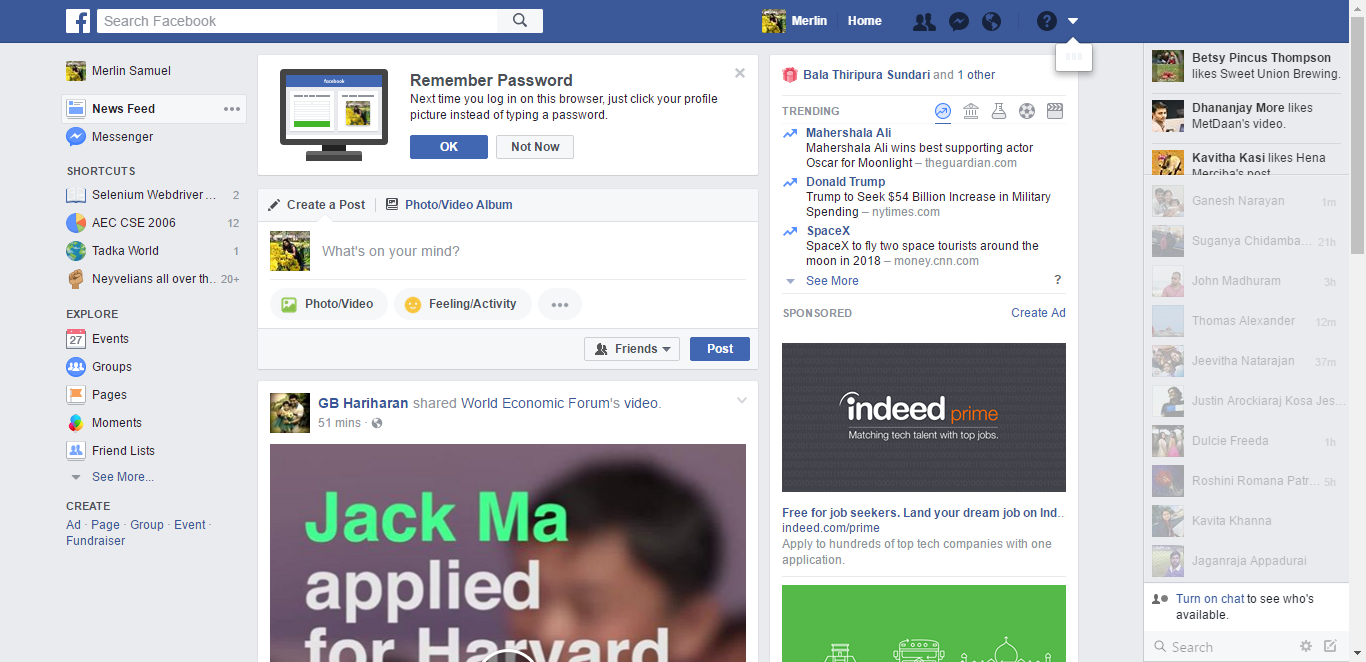 Search Facebook
Merlin
Home
Merlin Samuel
News Feed
Messenger
SHORTCUTS
Selenium Webdriver ... 2
AEC CSE 2006 12
Tadka World 1
Neyvelians all over th... 20+
EXPLORE
27 Events
Groups
Pages
Moments
Friend Lists
See More...
CREATE
Ad · Page · Group · Event ·
Fundraiser
facebook
Remember Password
Next time you log in on this browser, just click your profile
picture instead of typing a password.
OK
Not Now
Create a Post
Photo/Video Album
What's on your mind?
Photo/Video
Feeling/Activity
Friends
Post
GB Hariharan shared World Economic Forum's video.
51 mins ·
Jack Ma
applied
for Harvard
Bala Thiripura Sundari and 1 other
TRENDING
Mahershala Ali
Mahershala Ali wins best supporting actor
Oscar for Moonlight – theguardian.com
Donald Trump
Trump to Seek $54 Billion Increase in Military
Spending – nytimes.com
SpaceX
SpaceX to fly two space tourists around the
moon in 2018 – money.cnn.com
See More ?
SPONSORED
Create Ad
indeed prime
Matching tech talent with top jobs.
Free for job seekers. Land your dream job on Ind..
indeed.com/prime
Apply to hundreds of top tech companies with one
application.
Betsy Pincus Thompson
likes Sweet Union Brewing.
Dhananjay More likes
MetDaan's video.
Kavitha Kasi likes Hena
Merciba's post
Ganesh Narayan 1m
Suganya Chidamba... 21h
John Madhuram 3h
Thomas Alexander 12m
Jeevitha Natarajan 37m
Justin Arockiaraj Kosa Jes...
Dulcie Freeda 1h
Roshini Romana Patr... 5h
Kavita Khanna
Jaganraja Appadurai
Turn on chat to see who's
available.
Search